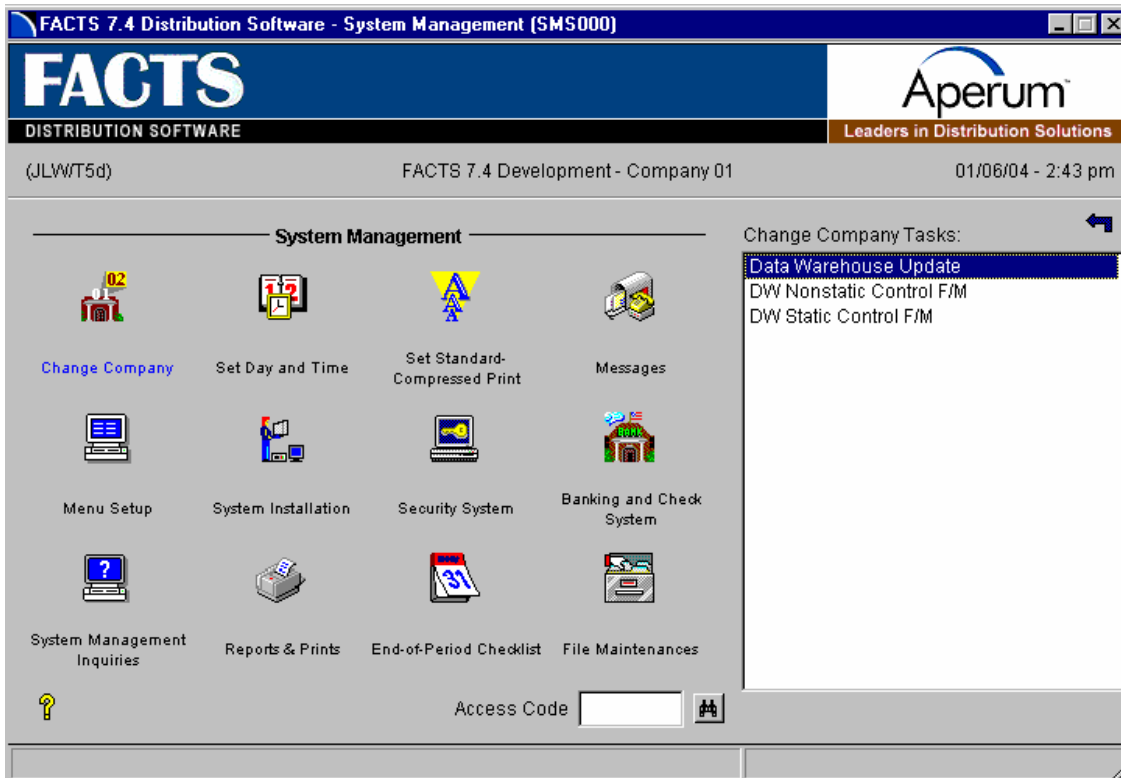 FACTS 7.4 Distribution Software - System Management (SMS000)
FACTS
DISTRIBUTION SOFTWARE
Aperum™
Leaders in Distribution Solutions
(JLW/T5d)
FACTS 7.4 Development - Company 01
01/06/04 - 2:43 pm
System Management
02
01
Change Company
12
Set Day and Time
A
A
A A
Set Standard-
Compressed Print
Messages
Menu Setup
System Installation
Security System
BANK
Banking and Check
System
?
System Management
Inquiries
Reports & Prints
31
End-of-Period Checklist
File Maintenances
?
Access Code
Change Company Tasks:
Data Warehouse Update
DW Nonstatic Control F/M
DW Static Control F/M